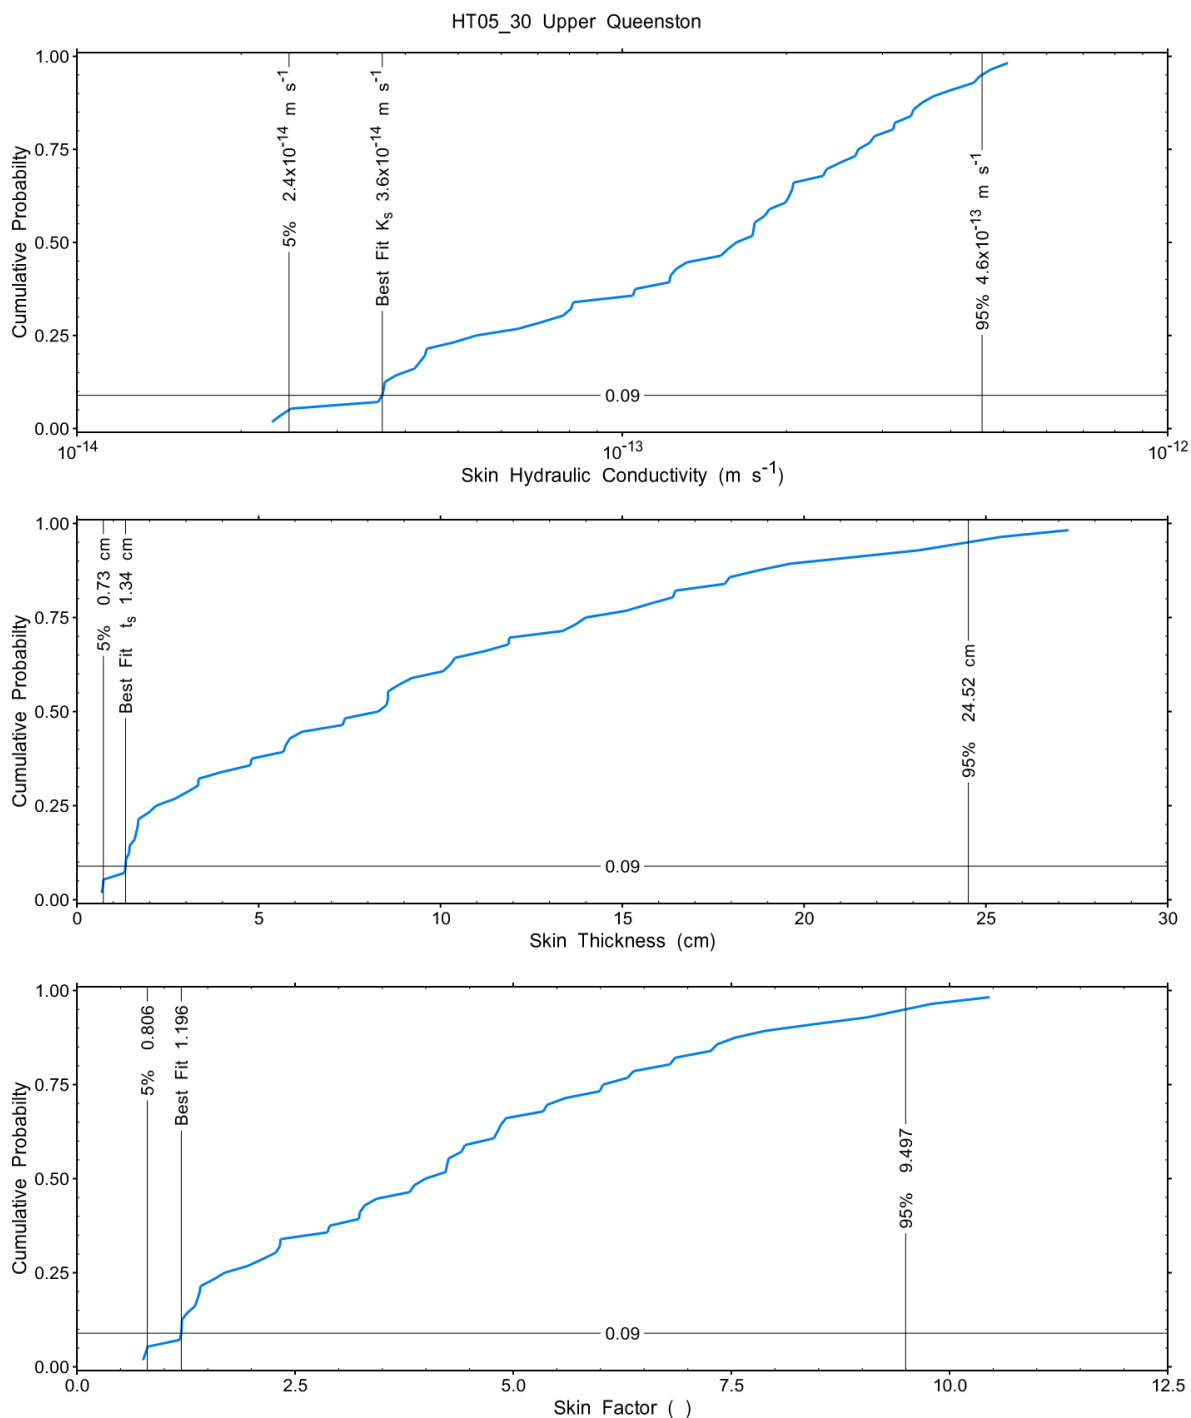 HT05_30 Upper Queenston
1.00
0.75
0.50
0.25
0.00
Cumulative Probabilty
5% 2.4x10-14 m s-1
Best Fit Ks 3.6x10-14 m s-1
95% 4.6x10-13 m s-1
0.09
10-14
10-13
10-12
Skin Hydraulic Conductivity (m s-1)
1.00
0.75
0.50
0.25
0.00
Cumulative Probabilty
5% 0.73 cm
Best Fit ts 1.34 cm
95% 24.52 cm
0.09
0 5 10 15 20 25 30
Skin Thickness (cm)
1.00
0.75
0.50
0.25
0.00
Cumulative Probabilty
5% 0.806
Best Fit 1.196
95% 9.497
0.09
0.0 2.5 5.0 7.5 10.0 12.5
Skin Factor ( )